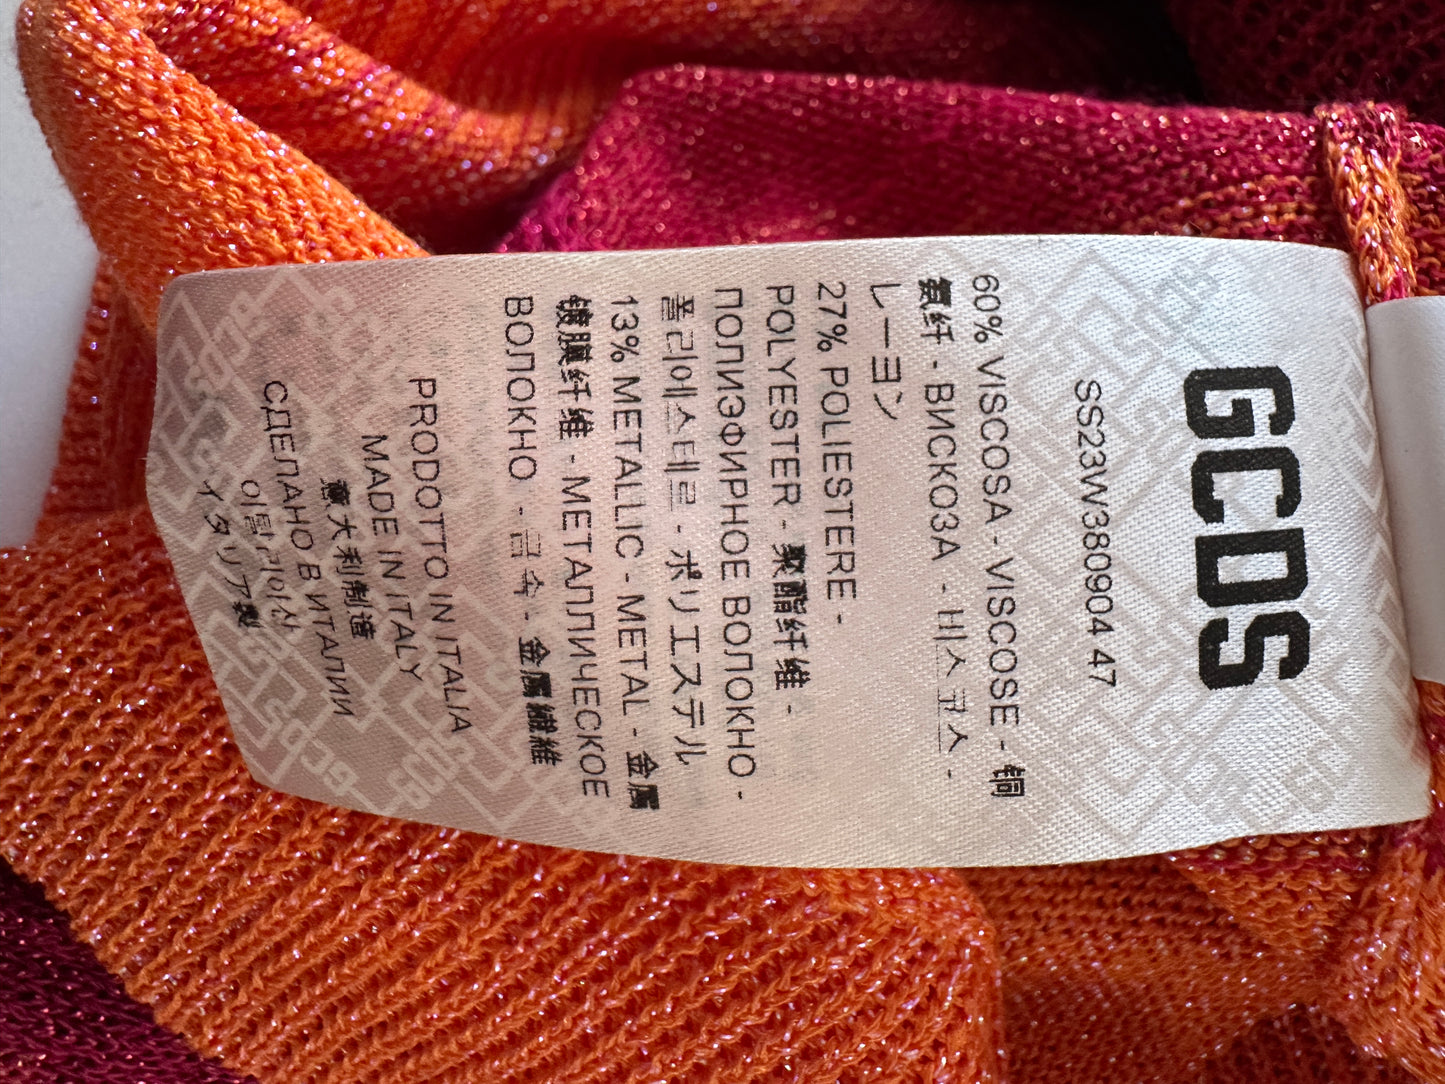 GCDS
SS23W380904 47
60% VISCOSA - VISCOSE - 铜
氨纤 - ВИСКОЗА - 비스코스 -
レーヨン
27% POLIESTERE -
POLYESTER - 聚酯纤维 -
ПОЛИЭФИРНОЕ ВОЛОКНО -
폴리에스테르 - ポリエステル
13% METALLIC - METAL - 金属
镀膜纤维 - МЕТАЛЛИЧЕСКОЕ
ВОЛОКНО - 금속 - 金属繊維
PRODOTTO IN ITALIA
MADE IN ITALY
意大利制造
СДЕЛАНО В ИТАЛИИ
이탈리아산
イタリア製